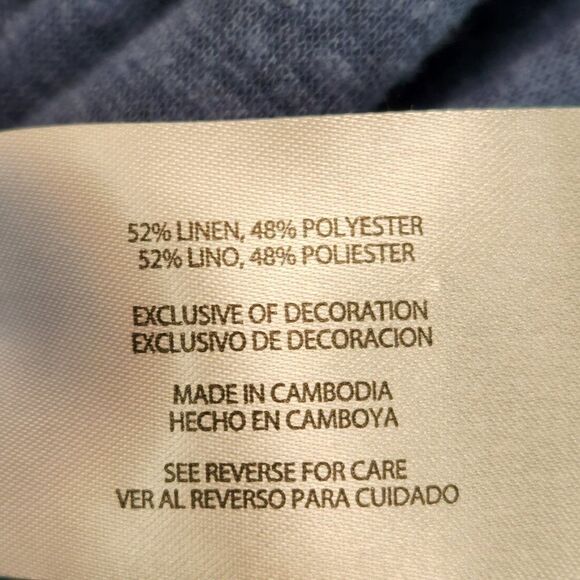 52% LINEN, 48% POLYESTER
52% LINO, 48% POLIESTER
EXCLUSIVE OF DECORATION
EXCLUSIVO DE DECORACION
MADE IN CAMBODIA
HECHO EN CAMBOYA
SEE REVERSE FOR CARE
VER AL REVERSO PARA CUIDADO